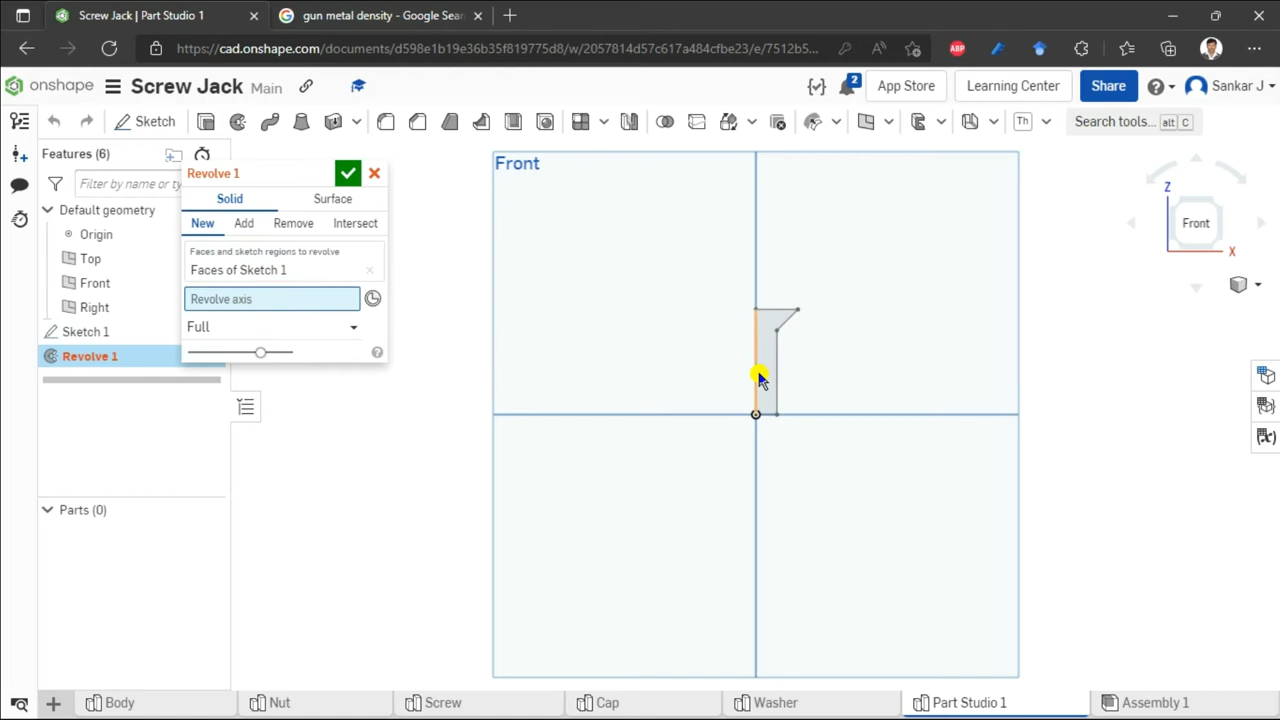 Screw Jack | Part Studio 1
gun metal density - Google Sear
https://cad.onshape.com/documents/d598e1b19e36b35f819775d8/w/2057814d57c617a484cfbe23/e/7512b5...
ABP
onshape
Screw Jack Main
2
App Store
Learning Center
Share
Sankar J
Sketch
Th
Search tools...
alt C
Features (6)
Filter by name or ty
Default geometry
Origin
Top
Front
Right
Sketch 1
Revolve 1
Parts (0)
Revolve 1
Solid
Surface
New
Add
Remove
Intersect
Faces and sketch regions to revolve
Faces of Sketch 1
Revolve axis
Full
Front
Z
Front
X
Body
Nut
Screw
Cap
Washer
Part Studio 1
Assembly 1